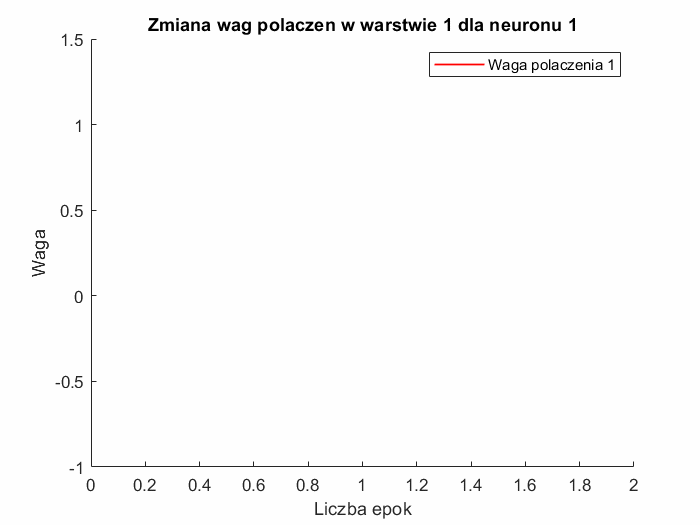 Zmiana wag polaczen w warstwie 1 dla neuronu 1
Waga polaczenia 1
1.5
1
0.5
0
-0.5
-1
Waga
0 0.2 0.4 0.6 0.8 1 1.2 1.4 1.6 1.8 2
Liczba epok